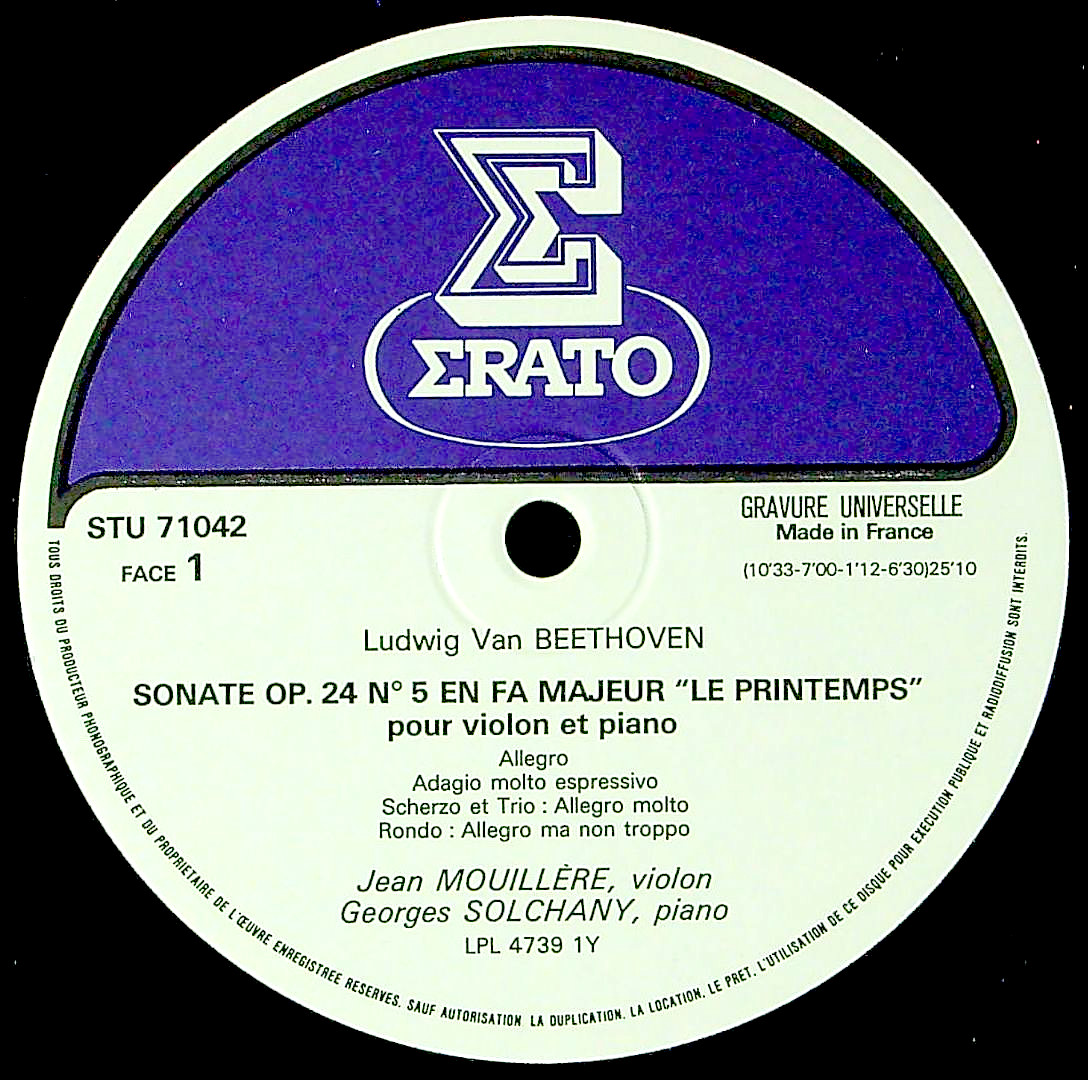 ΣRATO
STU 71042
FACE 1
GRAVURE UNIVERSELLE
Made in France
(10'33-7'00-1'12-6'30)25'10
Ludwig Van BEETHOVEN
SONATE OP. 24 N° 5 EN FA MAJEUR "LE PRINTEMPS"
pour violon et piano
Allegro
Adagio molto espressivo
Scherzo et Trio : Allegro molto
Rondo : Allegro ma non troppo
Jean MOUILLÈRE, violon
Georges SOLCHANY, piano
LPL 4739 1Y
TOUS DROITS DU PRODUCTEUR PHONOGRAPHIQUE ET DU PROPRIETAIRE DE L'ŒUVRE ENREGISTREE RESERVES. SAUF AUTORISATION LA DUPLICATION. LA LOCATION. LE PRET. L'UTILISATION DE CE DISQUE POUR EXECUTION PUBLIQUE ET RADIODIFFUSION SONT INTERDITS.